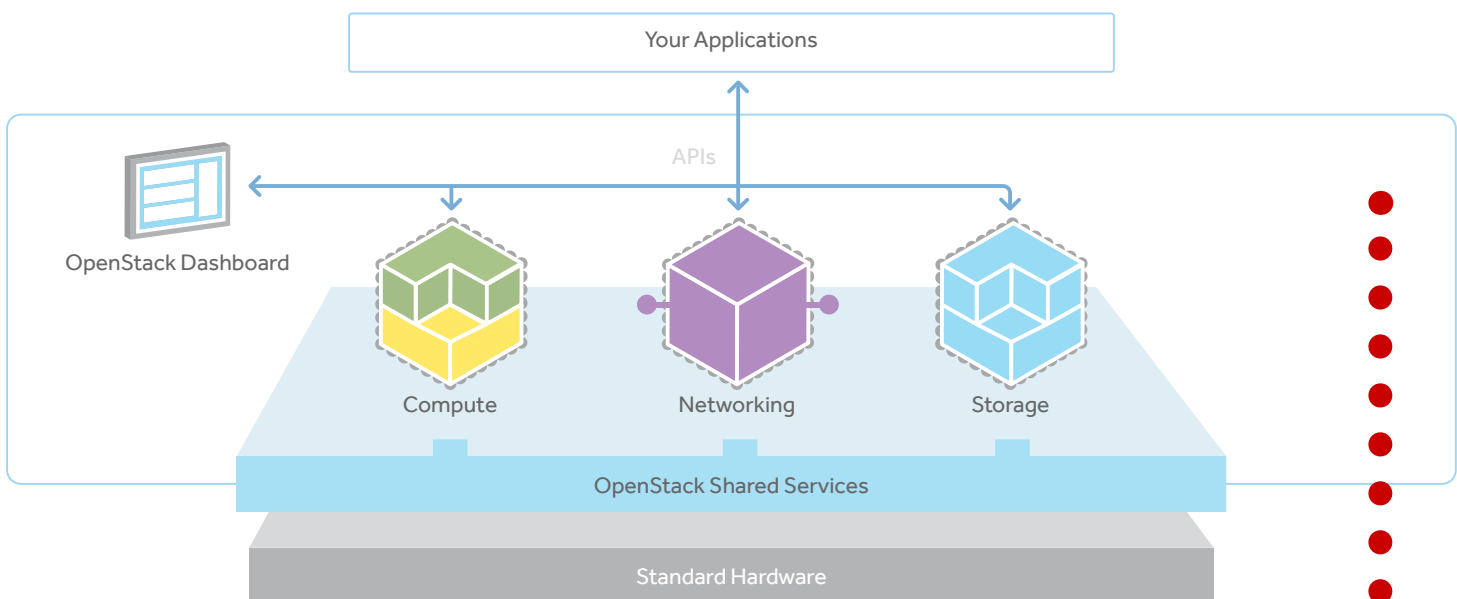 Your Applications
APIs
OpenStack Dashboard
Compute
Networking
Storage
OpenStack Shared Services
Standard Hardware